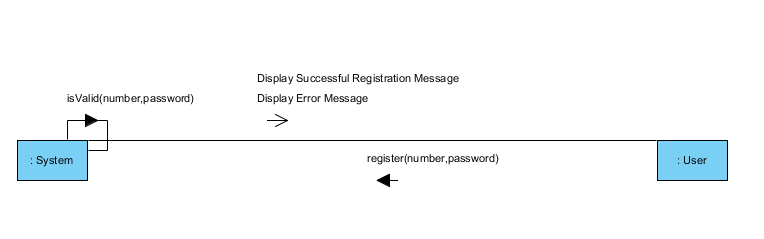 Display Successful Registration Message
isValid(number,password)
Display Error Message
: System
register(number,password)
: User